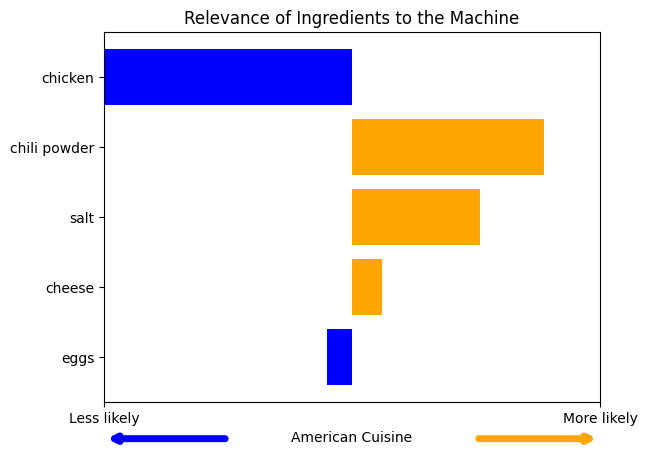 Relevance of Ingredients to the Machine
chicken
chili powder
salt
cheese
eggs
Less likely
More likely
American Cuisine